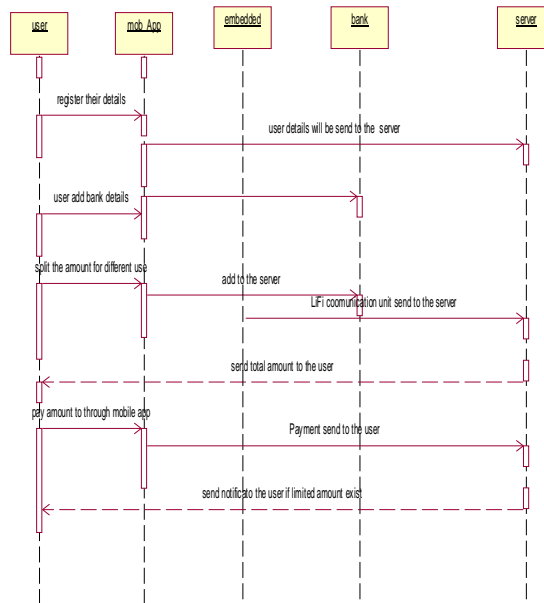 user mob_App embedded bank server
register their details
user details will be send to the server
user add bank details
split the amount for different use
add to the server
LiFi coomunication unit send to the server
send total amount to the user
pay amount to through mobile app
Payment send to the user
send notificato the user if limited amount exist